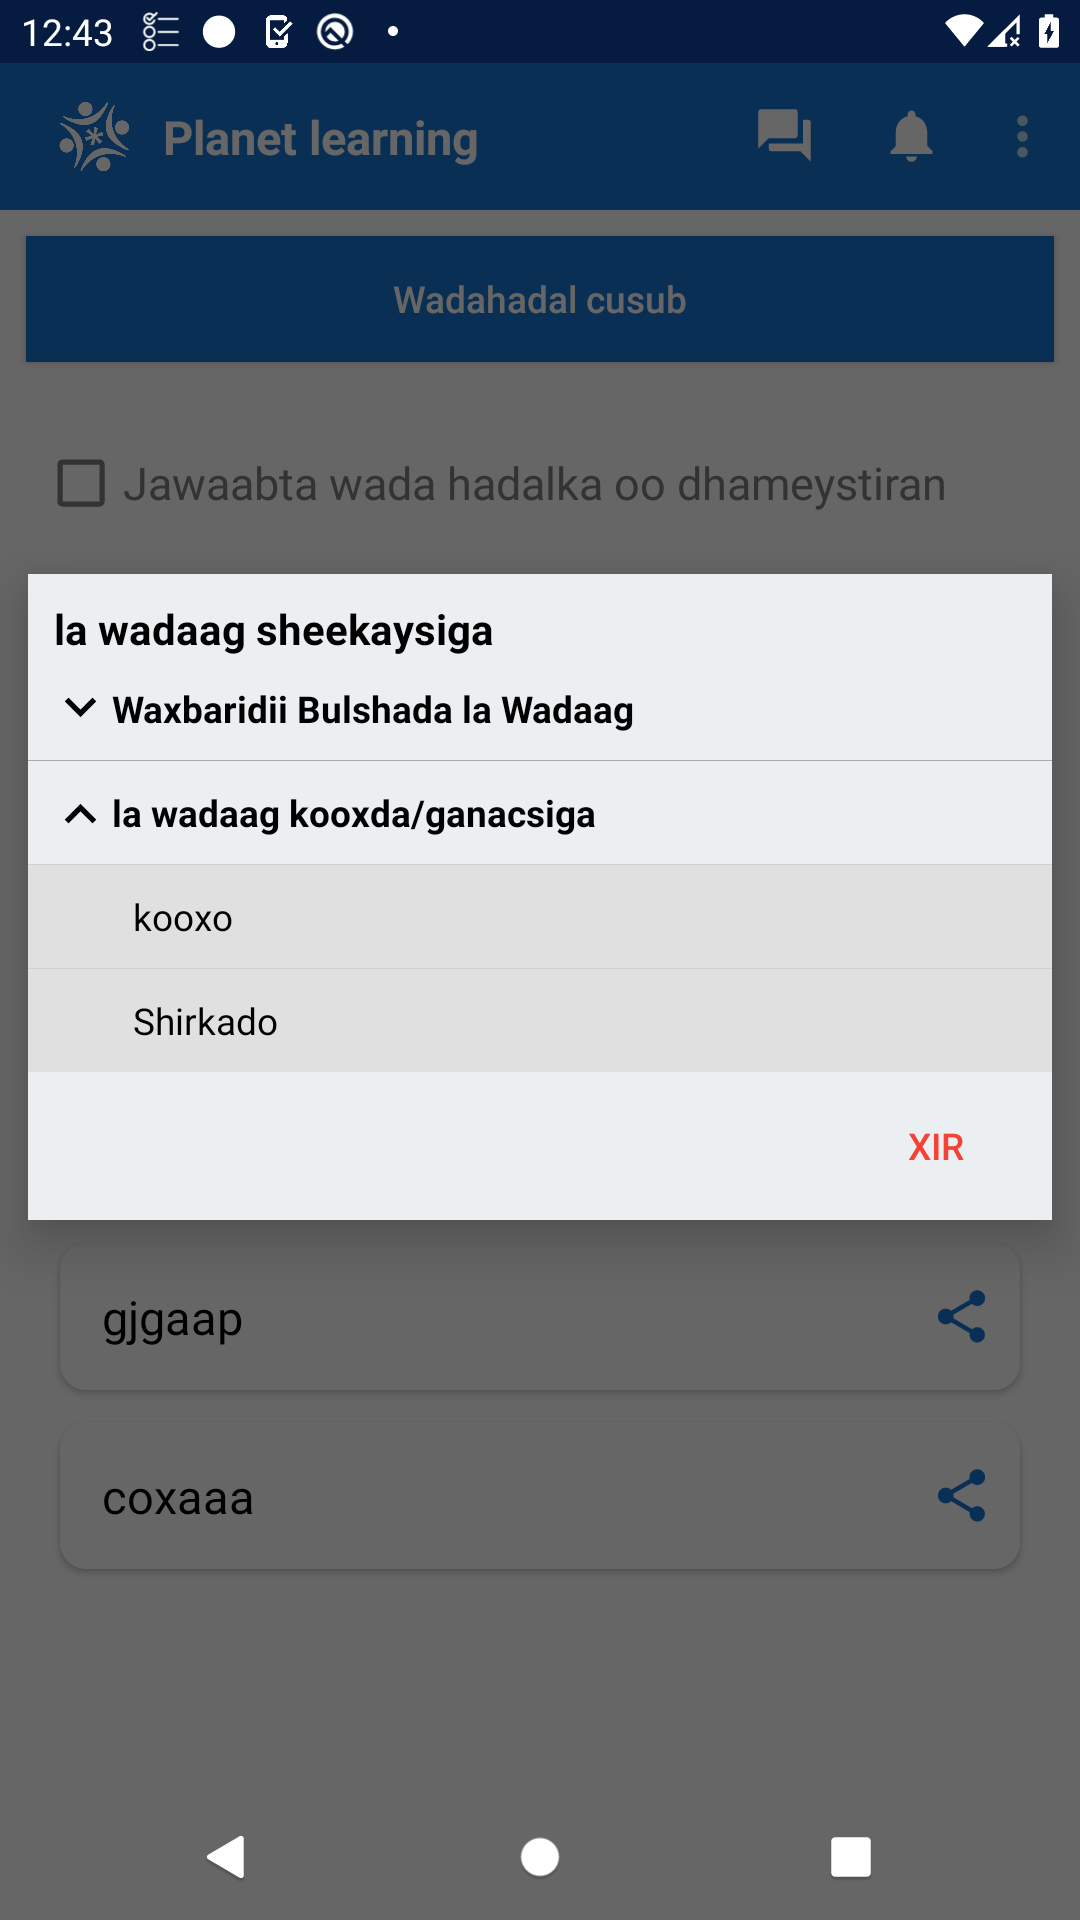 12:43
Planet learning
Wadahadal cusub
Jawaabta wada hadalka oo dhameystiran
la wadaag sheekaysiga
Waxbaridii Bulshada la Wadaag
la wadaag kooxda/ganacsiga
kooxo
Shirkado
XIR
gjgaap
coxaaa